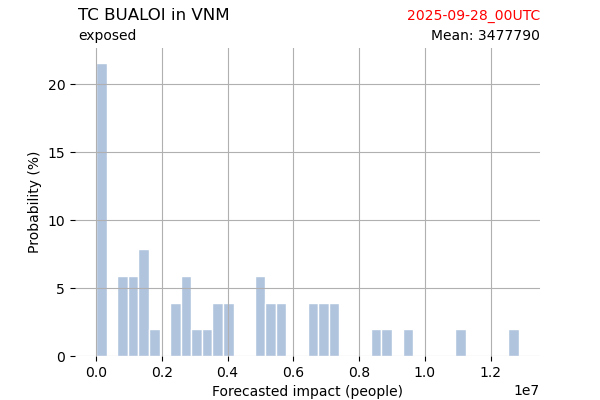 TC BUALOI in VNM
2025-09-28_00UTC
exposed
Mean: 3477790
Probability (%)
20
15
10
5
0
0.0 0.2 0.4 0.6 0.8 1.0 1.2
1e7
Forecasted impact (people)